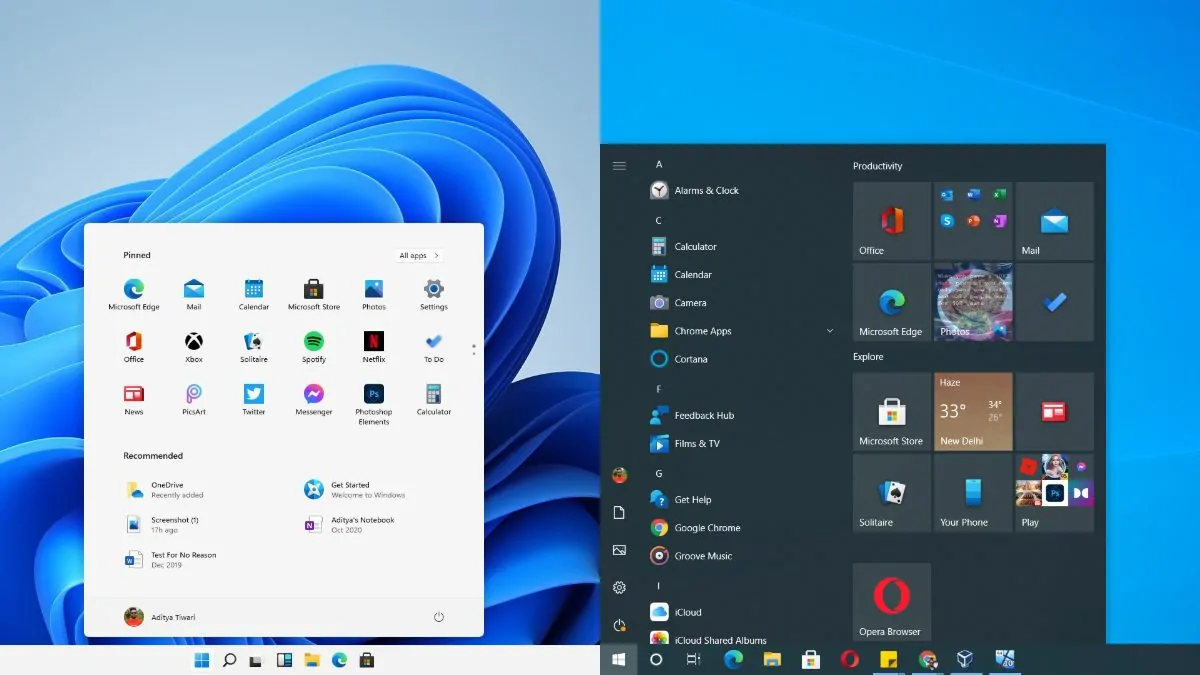 Pinned
All apps
Microsoft Edge
Mail
Calendar
Microsoft Store
Photos
Settings
Office
Xbox
Solitaire
Spotify
Netflix
To Do
News
PicsArt
Twitter
Messenger
Photoshop
Elements
Calculator
Recommended
OneDrive
Recently added
Get Started
Welcome to Windows
Screenshot (1)
17h ago
Aditya's Notebook
Oct 2020
Test For No Reason
Dec 2019
Aditya Tiwari
A
Alarms & Clock
C
Calculator
Calendar
Camera
Chrome Apps
Cortana
F
Feedback Hub
Films & TV
G
Get Help
Google Chrome
Groove Music
I
iCloud
iCloud Shared Albums
Productivity
Office
Mail
Microsoft Edge
Photos
Explore
Microsoft Store
Haze
33°
34°
26°
New Delhi
Solitaire
Your Phone
Play
Opera Browser